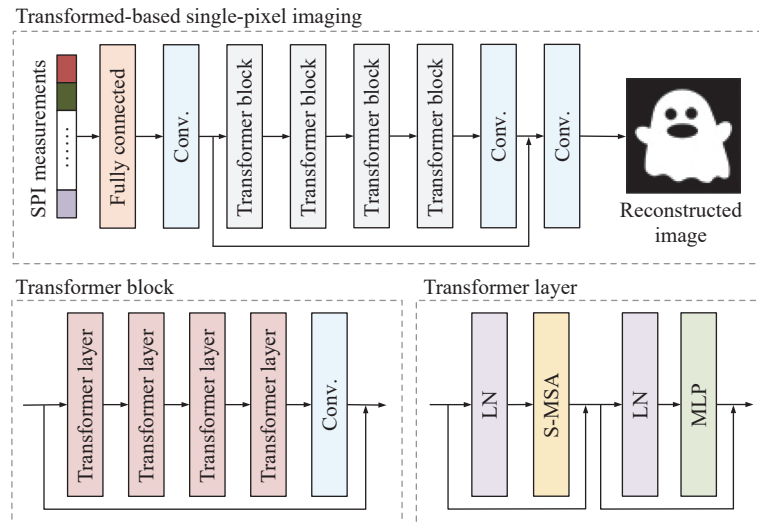 Transformed-based single-pixel imaging
SPI measurements
Fully connected
Conv.
Transformer block
Transformer block
Transformer block
Transformer block
Conv.
Conv.
Reconstructed
image
Transformer block
Transformer layer
Transformer layer
Transformer layer
Transformer layer
Conv.
Transformer layer
LN
S-MSA
LN
MLP